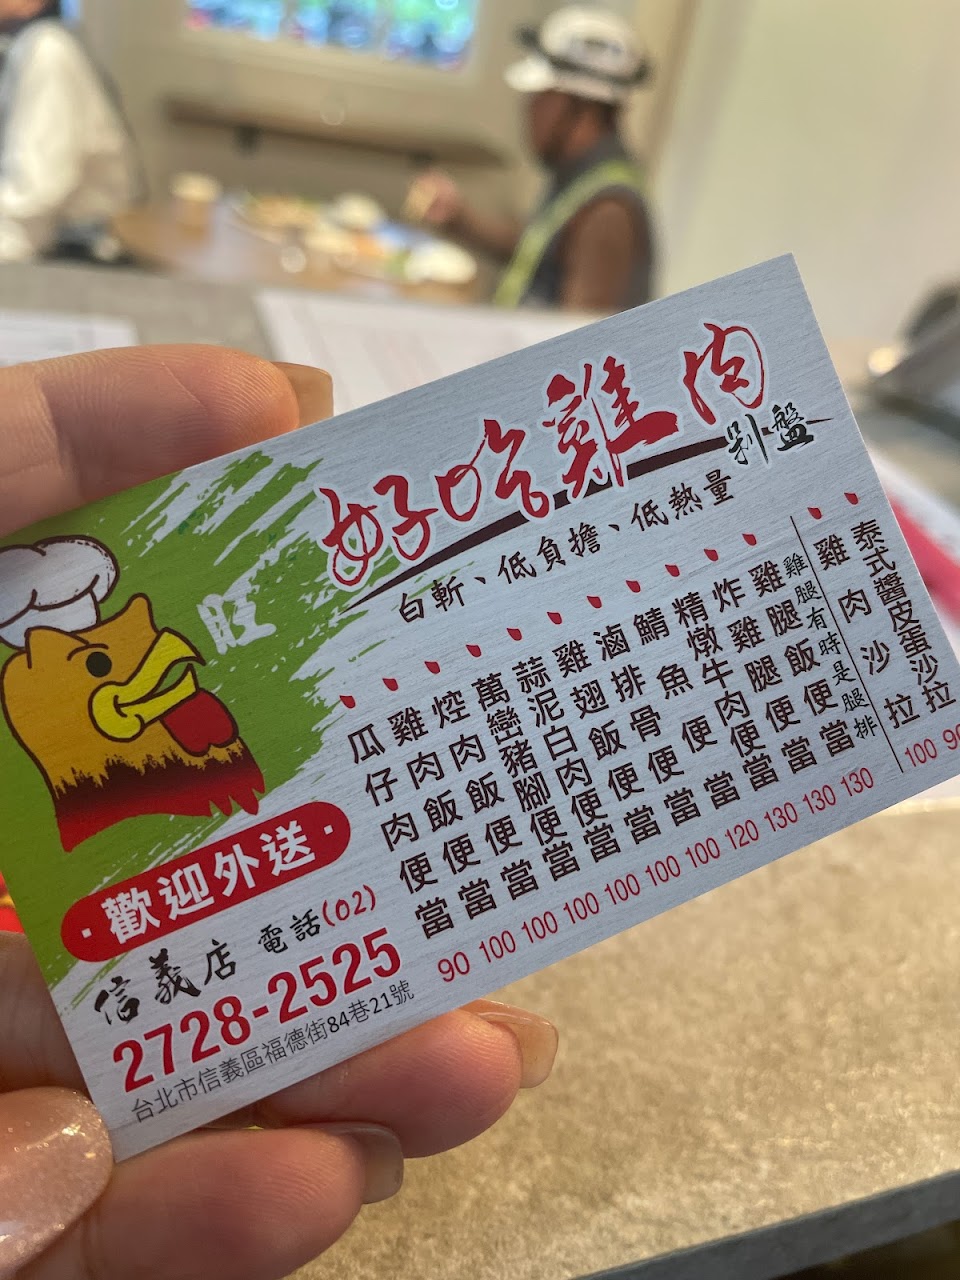 好吃雞肉
剁盤
白斬、低負擔、低熱量
旺
瓜仔肉便當
雞肉飯便當
焢肉飯便當
萬巒豬腳便當
蒜泥白肉便當
雞翅飯便當
滷排骨便當
鯖魚便當
精燉牛肉便當
炸雞腿便當
雞腿飯便當
雞腿有時是腿排
雞肉沙拉
泰式醬皮蛋沙拉
90 100 100 100 100 100 100 120 130 130 130
100 90
·歡迎外送·
信義店 電話(02)
2728-2525
台北市信義區福德街84巷21號